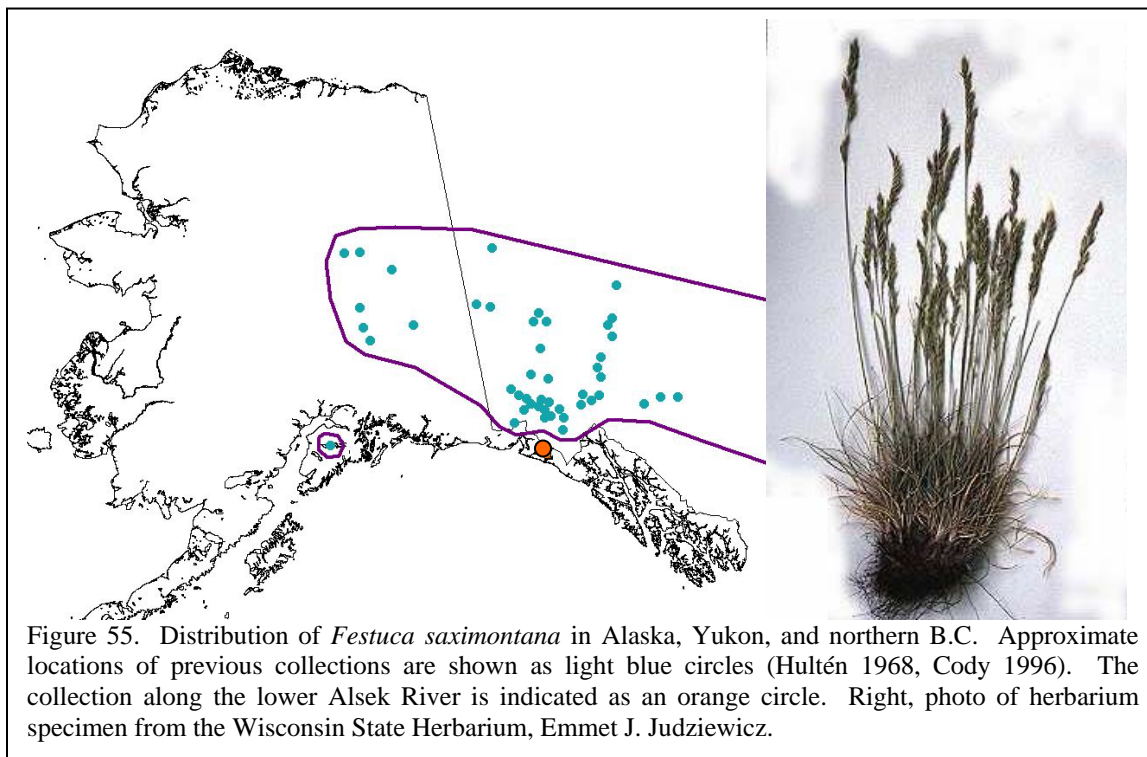 Figure 55. Distribution of Festuca saximontana in Alaska, Yukon, and northern B.C. Approximate
locations of previous collections are shown as light blue circles (Hultén 1968, Cody 1996). The
collection along the lower Alsek River is indicated as an orange circle. Right, photo of herbarium
specimen from the Wisconsin State Herbarium, Emmet J. Judziewicz.